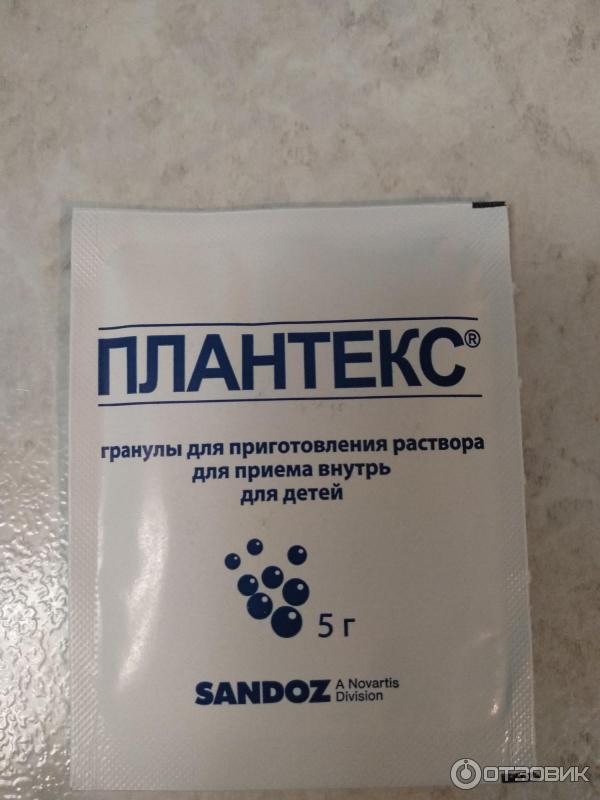 ПЛАНТЕКС®
гранулы для приготовления раствора
для приема внутрь
для детей
5 г
SANDOZ A Novartis
Division
ОТЗОВИК